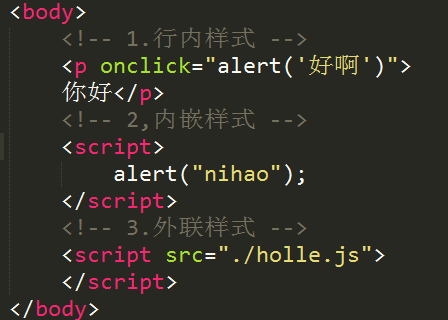 <body>
<!-- 1.行内样式 -->
<p onclick="alert('好啊')">
你好</p>
<!-- 2,内嵌样式 -->
<script>
alert("nihao");
</script>
<!-- 3.外联样式 -->
<script src="./holle.js">
</script>
</body>